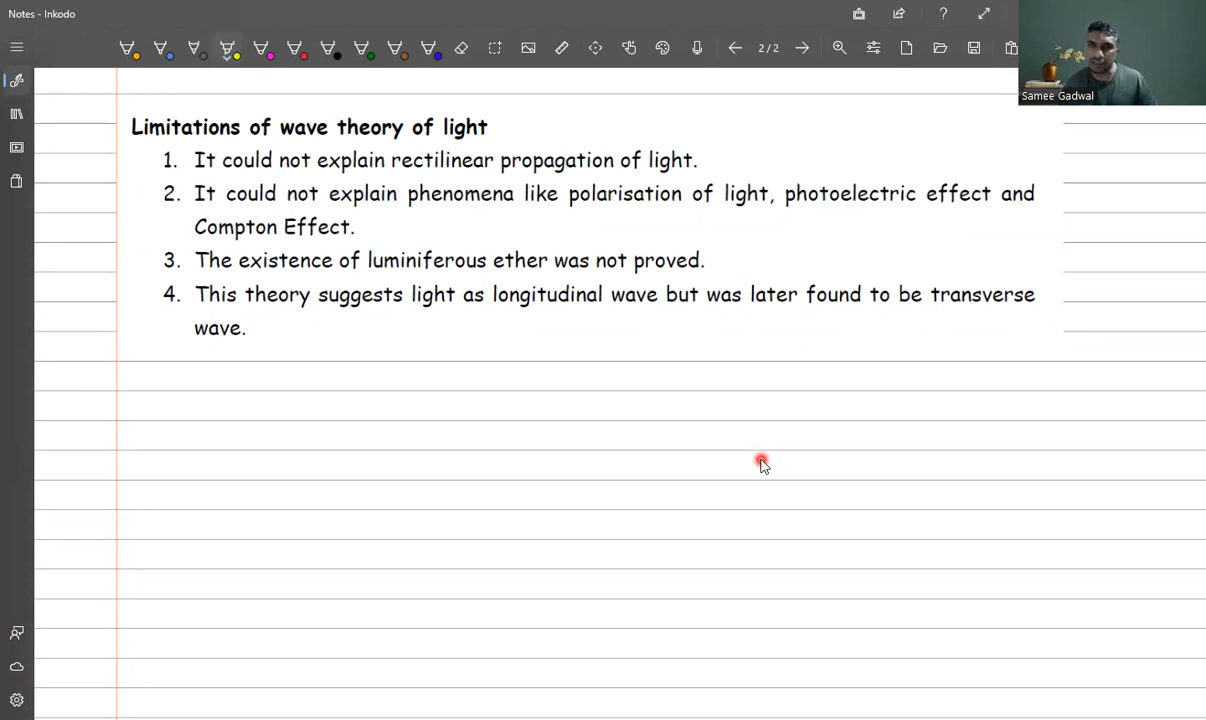 Notes - Inkodo
2/2
Samee Gadwal
Limitations of wave theory of light
1. It could not explain rectilinear propagation of light.
2. It could not explain phenomena like polarisation of light, photoelectric effect and
Compton Effect.
3. The existence of luminiferous ether was not proved.
4. This theory suggests light as longitudinal wave but was later found to be transverse
wave.